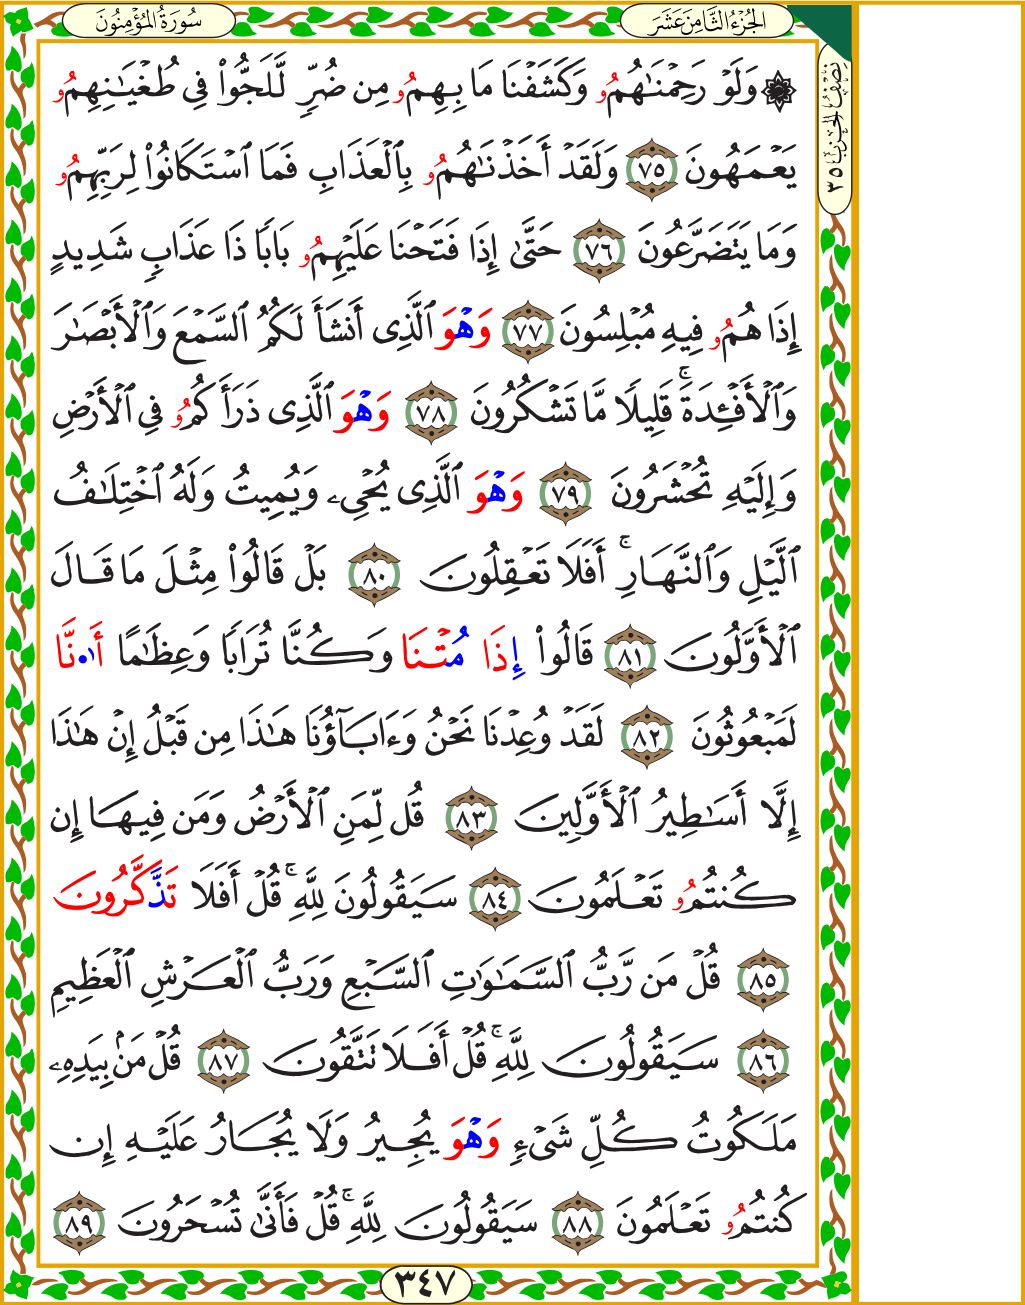 سُورَةُ المُؤْمِنُونَ
الجُزْءُ الثَّامِنَ عَشَرَ
نِصْفُ الحِزْبِ ٣٥
۞ وَلَوْ رَحِمْنَٰهُمُۥ وَكَشَفْنَا مَا بِهِمُۥ مِن ضُرٍّ لَّلَجُّوا۟ فِى طُغْيَٰنِهِمُۥ
يَعْمَهُونَ ٧٥ وَلَقَدْ أَخَذْنَٰهُمُۥ بِٱلْعَذَابِ فَمَا ٱسْتَكَانُوا۟ لِرَبِّهِمُۥ
وَمَا يَتَضَرَّعُونَ ٧٦ حَتَّىٰ إِذَا فَتَحْنَا عَلَيْهِمُۥ بَابًا ذَا عَذَابٍ شَدِيدٍ
إِذَا هُمُۥ فِيهِ مُبْلِسُونَ ٧٧ وَهْوَ ٱلَّذِى أَنشَأَ لَكُمُ ٱلسَّمْعَ وَٱلْأَبْصَٰرَ
وَٱلْأَفْـِٔدَةَ ۚ قَلِيلًا مَّا تَشْكُرُونَ ٧٨ وَهْوَ ٱلَّذِى ذَرَأَكُمُۥ فِى ٱلْأَرْضِ
وَإِلَيْهِ تُحْشَرُونَ ٧٩ وَهْوَ ٱلَّذِى يُحْىِۦ وَيُمِيتُ وَلَهُ ٱخْتِلَٰفُ
ٱلَّيْلِ وَٱلنَّهَارِ ۚ أَفَلَا تَعْقِلُونَ ٨٠ بَلْ قَالُوا۟ مِثْلَ مَا قَالَ
ٱلْأَوَّلُونَ ٨١ قَالُوا۟ إِذَا مُتْنَا وَكُنَّا تُرَابًا وَعِظَٰمًا أَا۟نَّا
لَمَبْعُوثُونَ ٨٢ لَقَدْ وُعِدْنَا نَحْنُ وَءَابَآؤُنَا هَٰذَا مِن قَبْلُ إِنْ هَٰذَا
إِلَّا أَسَٰطِيرُ ٱلْأَوَّلِينَ ٨٣ قُل لِّمَنِ ٱلْأَرْضُ وَمَن فِيهَا إِن
كُنتُمُۥ تَعْلَمُونَ ٨٤ سَيَقُولُونَ لِلَّهِ ۚ قُلْ أَفَلَا تَذَّكَّرُونَ
٨٥ قُلْ مَن رَّبُّ ٱلسَّمَٰوَٰتِ ٱلسَّبْعِ وَرَبُّ ٱلْعَرْشِ ٱلْعَظِيمِ
٨٦ سَيَقُولُونَ لِلَّهِ ۚ قُلْ أَفَلَا تَتَّقُونَ ٨٧ قُلْ مَنۢ بِيَدِهِۦ
مَلَكُوتُ كُلِّ شَىْءٍ وَهْوَ يُجِيرُ وَلَا يُجَارُ عَلَيْهِ إِن
كُنتُمُۥ تَعْلَمُونَ ٨٨ سَيَقُولُونَ لِلَّهِ ۚ قُلْ فَأَنَّىٰ تُسْحَرُونَ ٨٩
٣٤٧